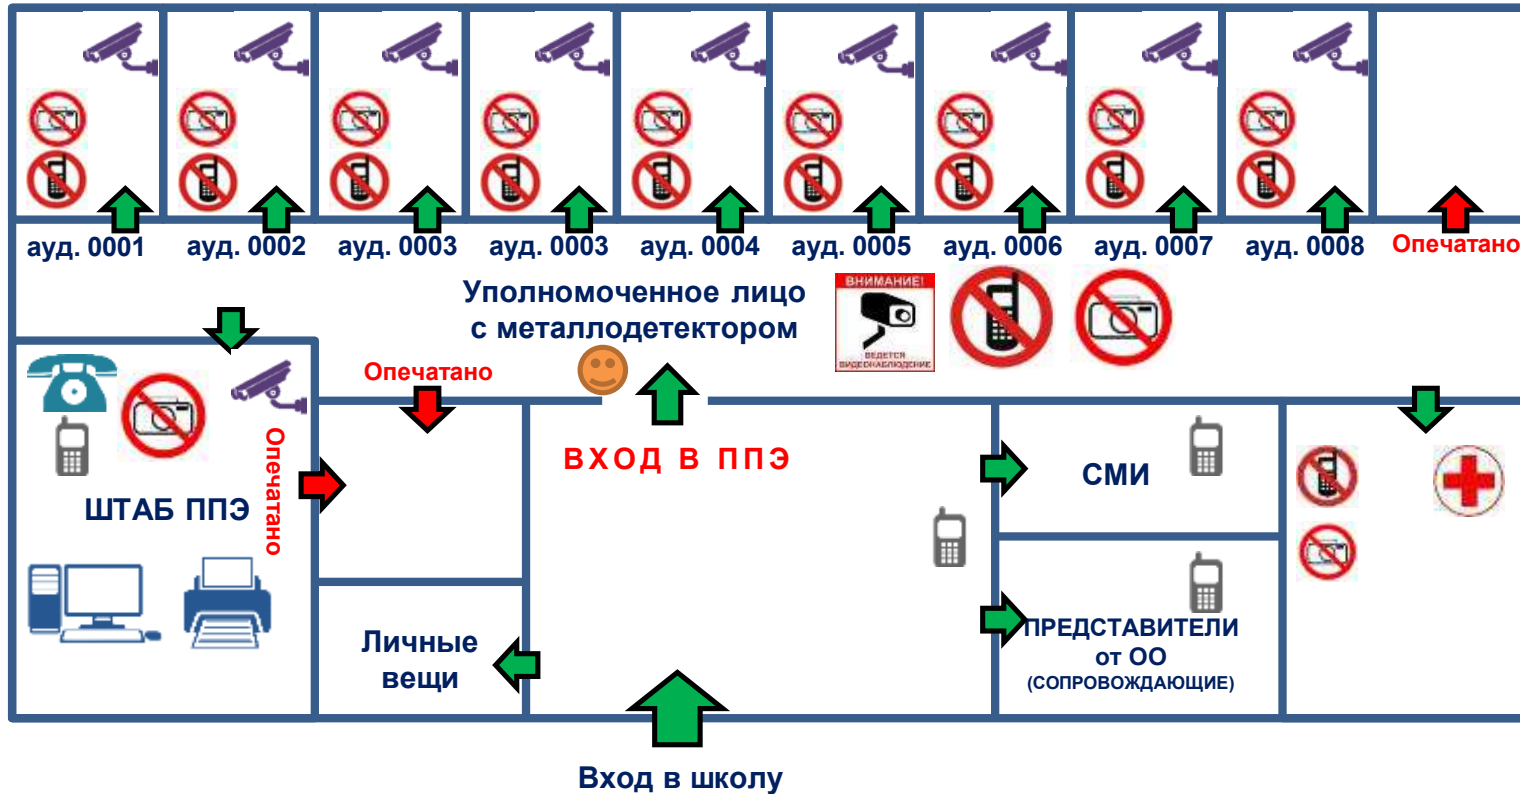 ауд. 0001
ауд. 0002
ауд. 0003
ауд. 0003
ауд. 0004
ауд. 0005
ауд. 0006
ауд. 0007
ауд. 0008
Опечатано
Уполномоченное лицо
с металлодетектором
ВНИМАНИЕ!
ВЕДЕТСЯ
ВИДЕОНАБЛЮДЕНИЕ
Опечатано
ВХОД В ППЭ
Опечатано
ШТАБ ППЭ
СМИ
Личные
вещи
ПРЕДСТАВИТЕЛИ
от ОО
(СОПРОВОЖДАЮЩИЕ)
Вход в школу